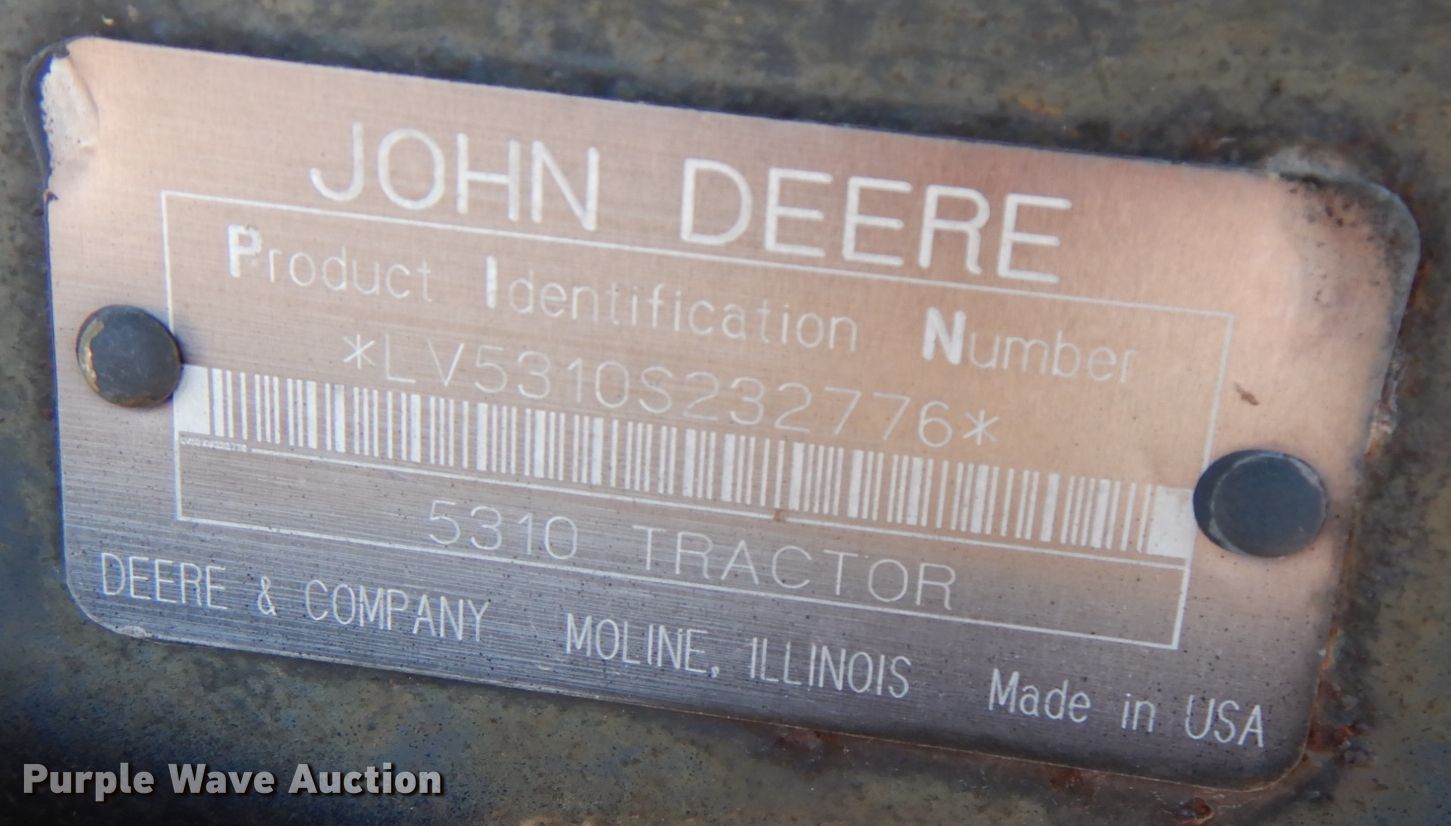 JOHN DEERE
Product Identification Number
*LV5310S232776*
5310 TRACTOR
DEERE & COMPANY MOLINE, ILLINOIS Made in USA
Purple Wave Auction